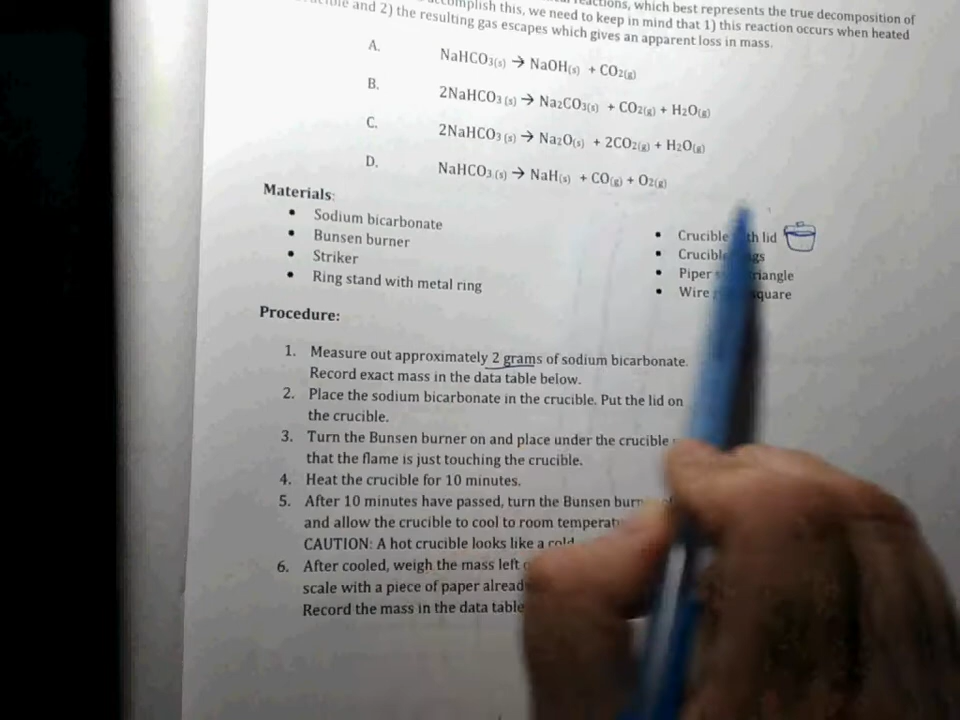 reactions, which best represents the true decomposition of
accomplish this, we need to keep in mind that 1) this reaction occurs when heated
and 2) the resulting gas escapes which gives an apparent loss in mass.
A. NaHCO3(s) → NaOH(s) + CO2(g)
B. 2NaHCO3 (s) → Na2CO3(s) + CO2(g) + H2O(g)
C. 2NaHCO3 (s) → Na2O(s) + 2CO2(g) + H2O(g)
D. NaHCO3 (s) → NaH(s) + CO(g) + O2(g)
Materials:
• Sodium bicarbonate
• Bunsen burner
• Striker
• Ring stand with metal ring
• Crucible with lid
• Crucible
• Piper triangle
• Wire square
Procedure:
1. Measure out approximately 2 grams of sodium bicarbonate.
Record exact mass in the data table below.
2. Place the sodium bicarbonate in the crucible. Put the lid on
the crucible.
3. Turn the Bunsen burner on and place under the crucible
that the flame is just touching the crucible.
4. Heat the crucible for 10 minutes.
5. After 10 minutes have passed, turn the Bunsen
and allow the crucible to cool to room
CAUTION: A hot crucible looks like a cold
6. After cooled, weigh the mass left
scale with a piece of paper
Record the mass in the data table